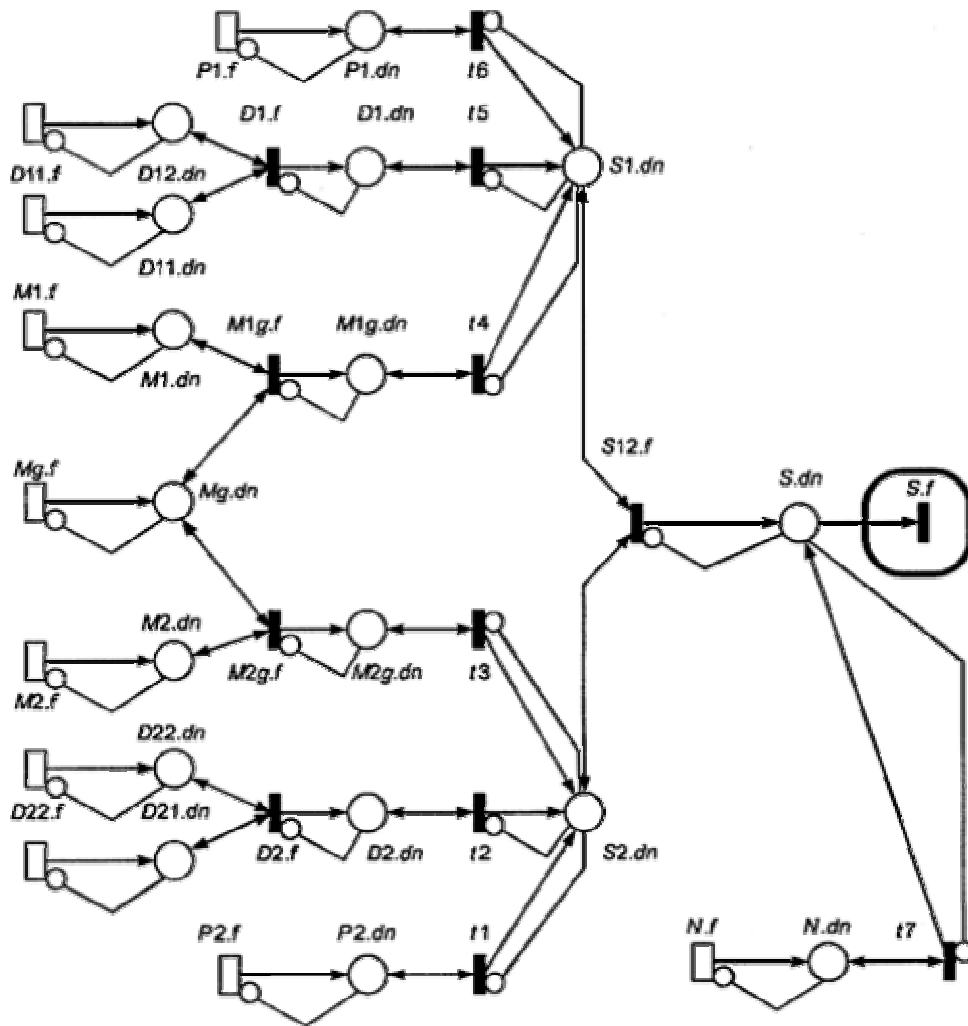 P1.f P1.dn t6
D1.f D1.dn t5
D11.f D12.dn S1.dn
D11.dn
M1.f M1g.f M1g.dn t4
M1.dn
S12.f
Mg.f Mg.dn S.dn S.f
M2.dn
M2.f M2g.f M2g.dn t3
D22.dn
D22.f D21.dn
D2.f D2.dn t2 S2.dn
P2.f P2.dn t1 N.f N.dn t7